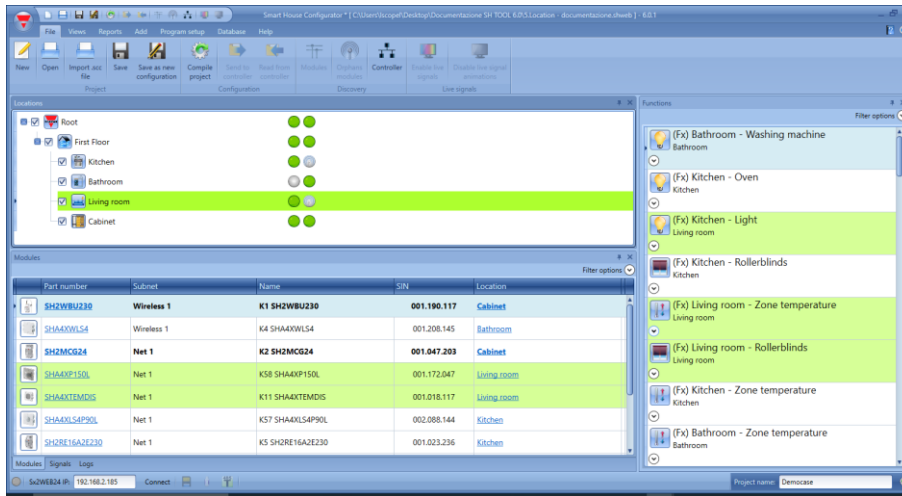 Smart House Configurator * [ C:\Users\lscopel\Desktop\Documentazione SH TOOL 6.0\5.Location - documentazione.shweb ] - 6.0.1
File Views Reports Add Program setup Database Help
New Open Import .acc file Save Save as new configuration Compile project Send to controller Read from controller Modules Orphans modules Controller Enable live signals Disable live signal animations
Project Configuration Discovery Live signals
Locations
Root
First Floor
Kitchen
Bathroom
Living room
Cabinet
Modules
Filter options
Part number Subnet Name SIN Location
SH2WBU230 Wireless 1 K1 SH2WBU230 001.190.117 Cabinet
SHA4XWLS4 Wireless 1 K4 SHA4XWLS4 001.208.145 Bathroom
SH2MCG24 Net 1 K2 SH2MCG24 001.047.203 Cabinet
SHA4XP150L Net 1 K58 SHA4XP150L 001.172.047 Living room
SHA4XTEMDIS Net 1 K11 SHA4XTEMDIS 001.018.117 Living room
SHA4XLS4P90L Net 1 K57 SHA4XLS4P90L 002.088.144 Kitchen
SH2RE16A2E230 Net 1 K5 SH2RE16A2E230 001.023.236 Kitchen
Modules Signals Logs
Functions
Filter options
(Fx) Bathroom - Washing machine
Bathroom
(Fx) Kitchen - Oven
Kitchen
(Fx) Kitchen - Light
Living room
(Fx) Kitchen - Rollerblinds
Kitchen
(Fx) Living room - Zone temperature
Living room
(Fx) Living room - Rollerblinds
Living room
(Fx) Kitchen - Zone temperature
Kitchen
(Fx) Bathroom - Zone temperature
Bathroom
Sx2WEB24 IP: 192.168.2.185 Connect
Project name: Democase